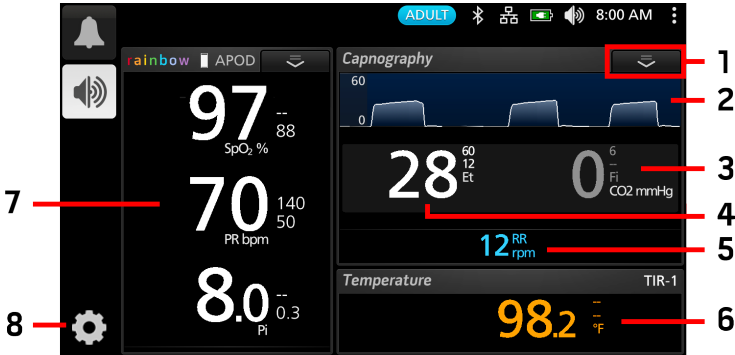 ADULT 8:00 AM
rainbow APOD
97 -- 88
SpO₂ %
70 140 50
PR bpm
8.0 -- 0.3
Pi
Capnography
60
0
28 60 12 Et
0 6 -- Fi
CO2 mmHg
12 RR rpm
Temperature TIR-1
98.2 -- -- °F
1
2
3
4
5
6
7
8